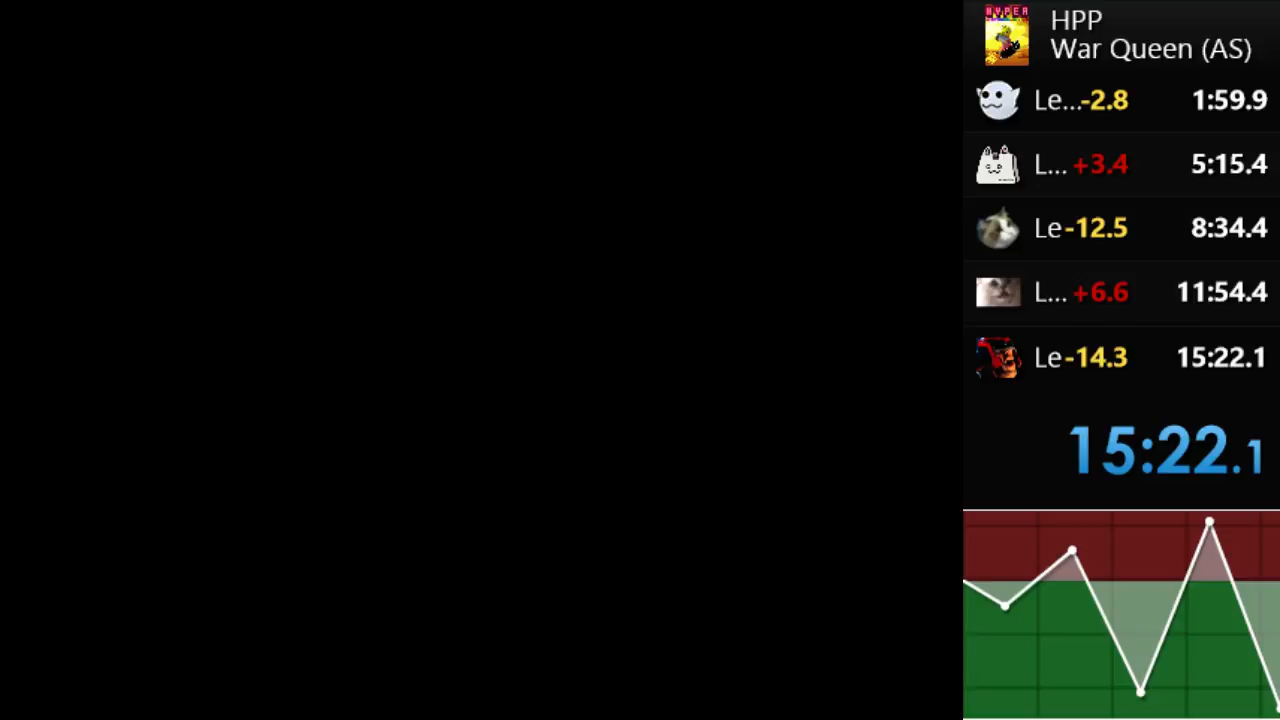 HYPER
HPP
War Queen (AS)
Le...-2.8 1:59.9
L... +3.4 5:15.4
Le-12.5 8:34.4
L... +6.6 11:54.4
Le-14.3 15:22.1
15:22.1